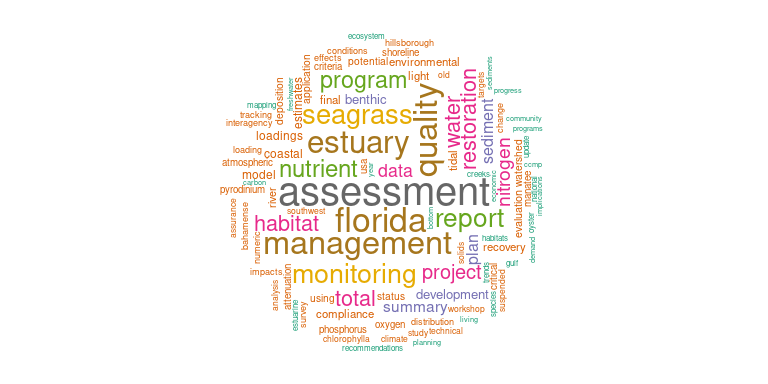 ecosystem
hillsborough
conditions
shoreline
effects
potential
environmental
criteria
light
old
program
application
targets
sediments
progress
deposition
freshwater
estimates
final
benthic
mapping
tracking
interagency
seagrass
quality
water
restoration
sediment
change
community
programs
loadings
estuary
update
loading
coastal
tidal
nitrogen
watershed
atmospheric
nutrient
usa
year
data
creeks
ccmp
model
carbon
pyrodinium
river
assessment
economic
evaluation
manatee
national
implications
assurance
bahamense
southwest
habitat
florida
bottom
report
oyster
numeric
management
solids
plan
habitats
recovery
demand
impacts
attenuation
monitoring
project
trends
critical
gulf
suspended
analysis
using
total
status
development
species
estuarine
survey
compliance
summary
workshop
living
phosphorus
oxygen
distribution
chlorophylla
climate
study
technical
recommendations
planning